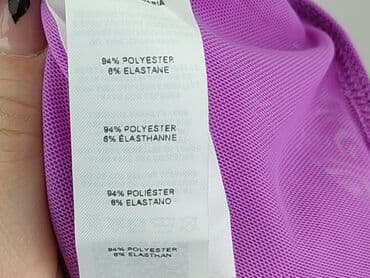 94% POLYESTER
6% ELASTANE
94% POLYESTER
6% ÉLASTHANNE
94% POLIÉSTER
6% ELASTANO
94% POLYESTER
6% ELASTHAN